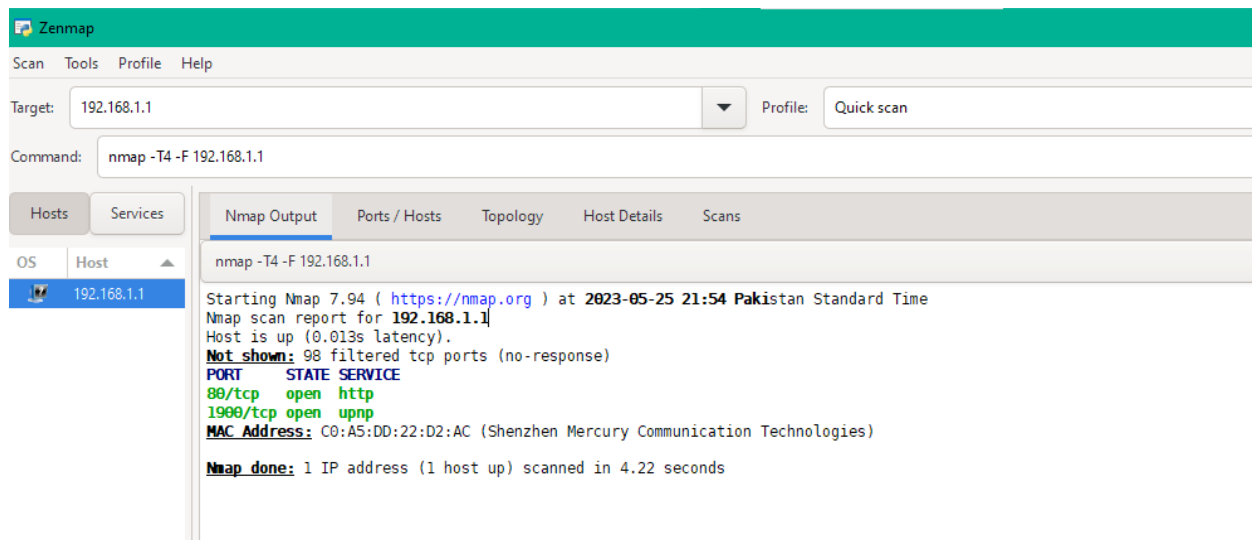 Zenmap
Scan Tools Profile Help
Target: 192.168.1.1 Profile: Quick scan
Command: nmap -T4 -F 192.168.1.1
Hosts Services Nmap Output Ports / Hosts Topology Host Details Scans
OS Host nmap -T4 -F 192.168.1.1
192.168.1.1
Starting Nmap 7.94 ( https://nmap.org ) at 2023-05-25 21:54 Pakistan Standard Time
Nmap scan report for 192.168.1.1
Host is up (0.013s latency).
Not shown: 98 filtered tcp ports (no-response)
PORT STATE SERVICE
80/tcp open http
1900/tcp open upnp
MAC Address: C0:A5:DD:22:D2:AC (Shenzhen Mercury Communication Technologies)
Nmap done: 1 IP address (1 host up) scanned in 4.22 seconds